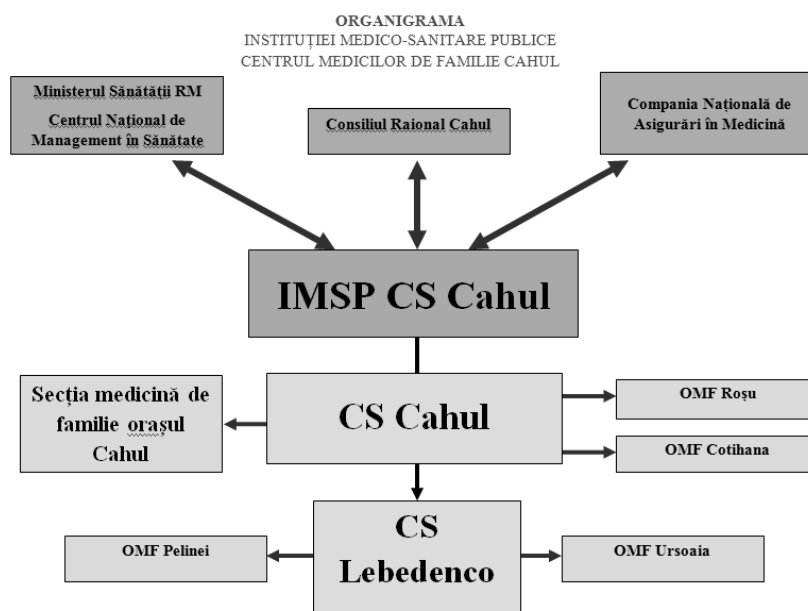 ORGANIGRAMA
INSTITUȚIEI MEDICO-SANITARE PUBLICE
CENTRUL MEDICILOR DE FAMILIE CAHUL
Ministerul Sănătății RM
Centrul Național de
Management în Sănătate
Consiliul Raional Cahul
Compania Națională de
Asigurări în Medicină
IMSP CS Cahul
Secția medicină de
familie orașul
Cahul
CS Cahul
OMF Roșu
OMF Cotihana
OMF Pelinei
CS
Lebedenco
OMF Ursoaia